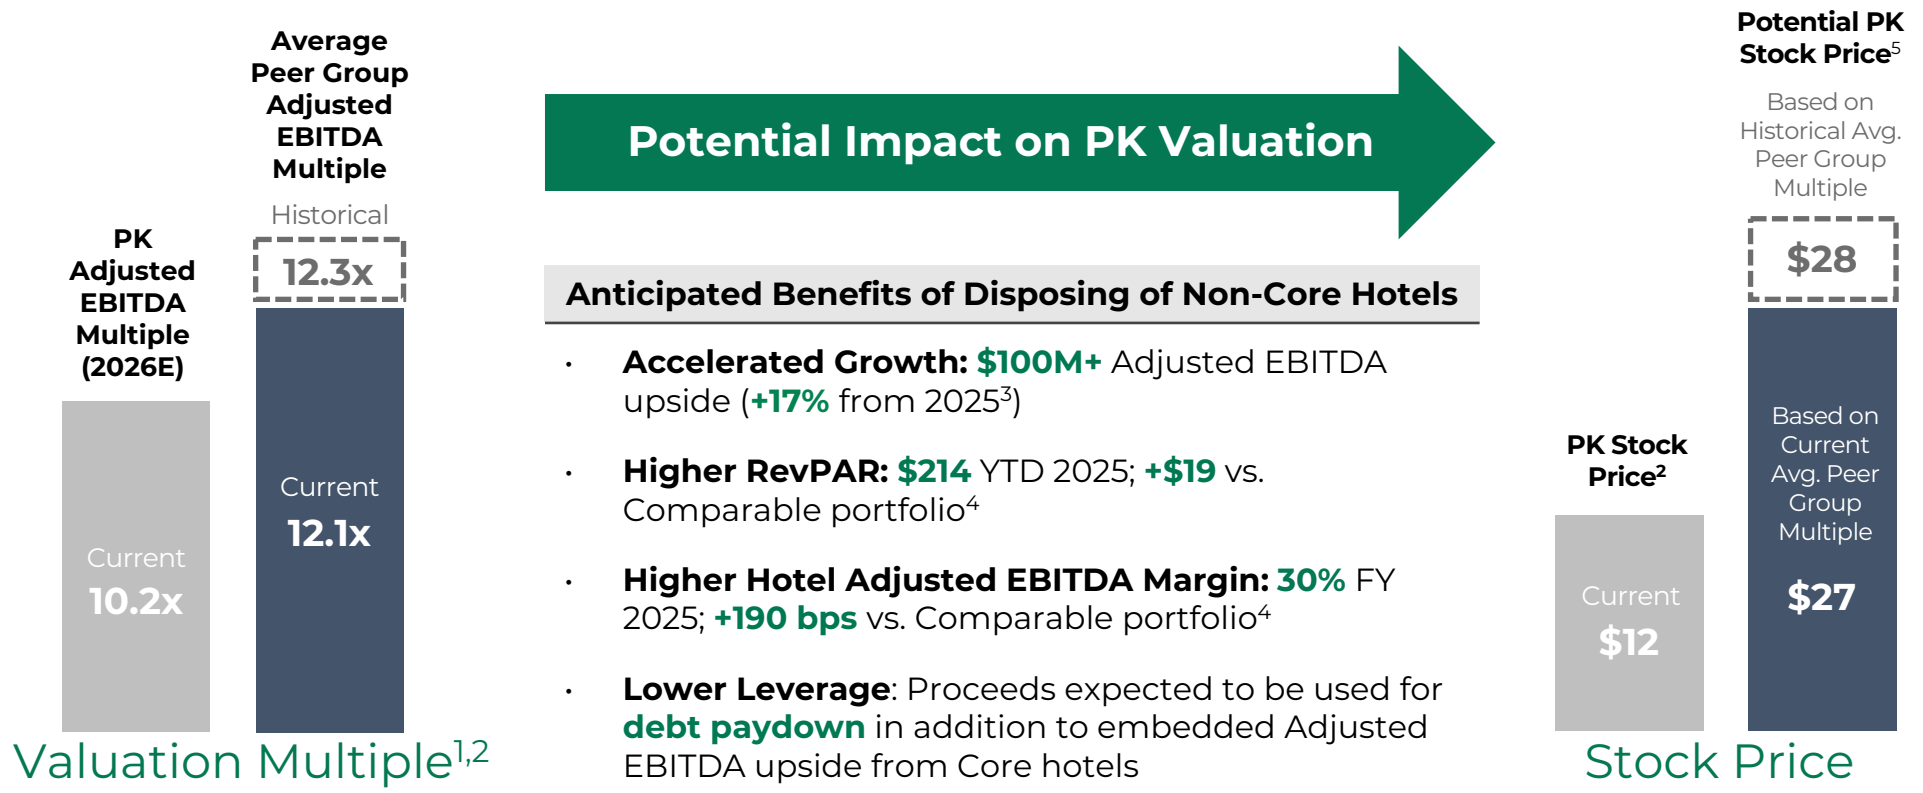 PK
Adjusted
EBITDA
Multiple
(2026E)
Current
10.2x
Average
Peer Group
Adjusted
EBITDA
Multiple
Historical
12.3x
Current
12.1x
Valuation Multiple1,2
Potential Impact on PK Valuation
Anticipated Benefits of Disposing of Non-Core Hotels
• Accelerated Growth: $100M+ Adjusted EBITDA
upside (+17% from 20253)
• Higher RevPAR: $214 YTD 2025; +$19 vs.
Comparable portfolio4
• Higher Hotel Adjusted EBITDA Margin: 30% FY
2025; +190 bps vs. Comparable portfolio4
• Lower Leverage: Proceeds expected to be used for
debt paydown in addition to embedded Adjusted
EBITDA upside from Core hotels
PK Stock
Price2
Current
$12
Potential PK
Stock Price5
Based on
Historical Avg.
Peer Group
Multiple
$28
Based on
Current
Avg. Peer
Group
Multiple
$27
Stock Price